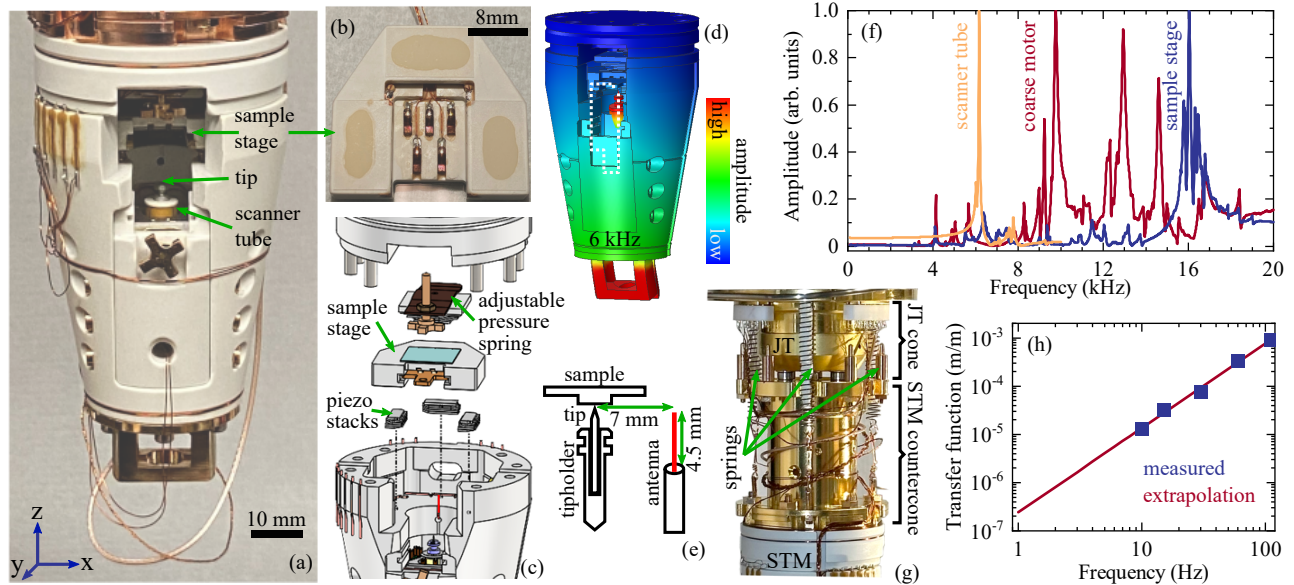 sample
stage
tip
scanner
tube
10 mm
(a)
z
y
x
(b)
8mm
sample
stage
adjustable
pressure
spring
piezo
stacks
(c)
(d)
high
amplitude
low
6 kHz
sample
tip
7 mm
4.5 mm
tipholder
antenna
(e)
(f)
Amplitude (arb. units)
1.0
0.8
0.6
0.4
0.2
0
scanner tube
coarse motor
sample stage
0 4 8 12 16 20
Frequency (kHz)
JT
JT cone
springs
STM countercone
STM
(g)
(h)
Transfer function (m/m)
10-3
10-4
10-5
10-6
10-7
measured
extrapolation
1 10 100
Frequency (Hz)